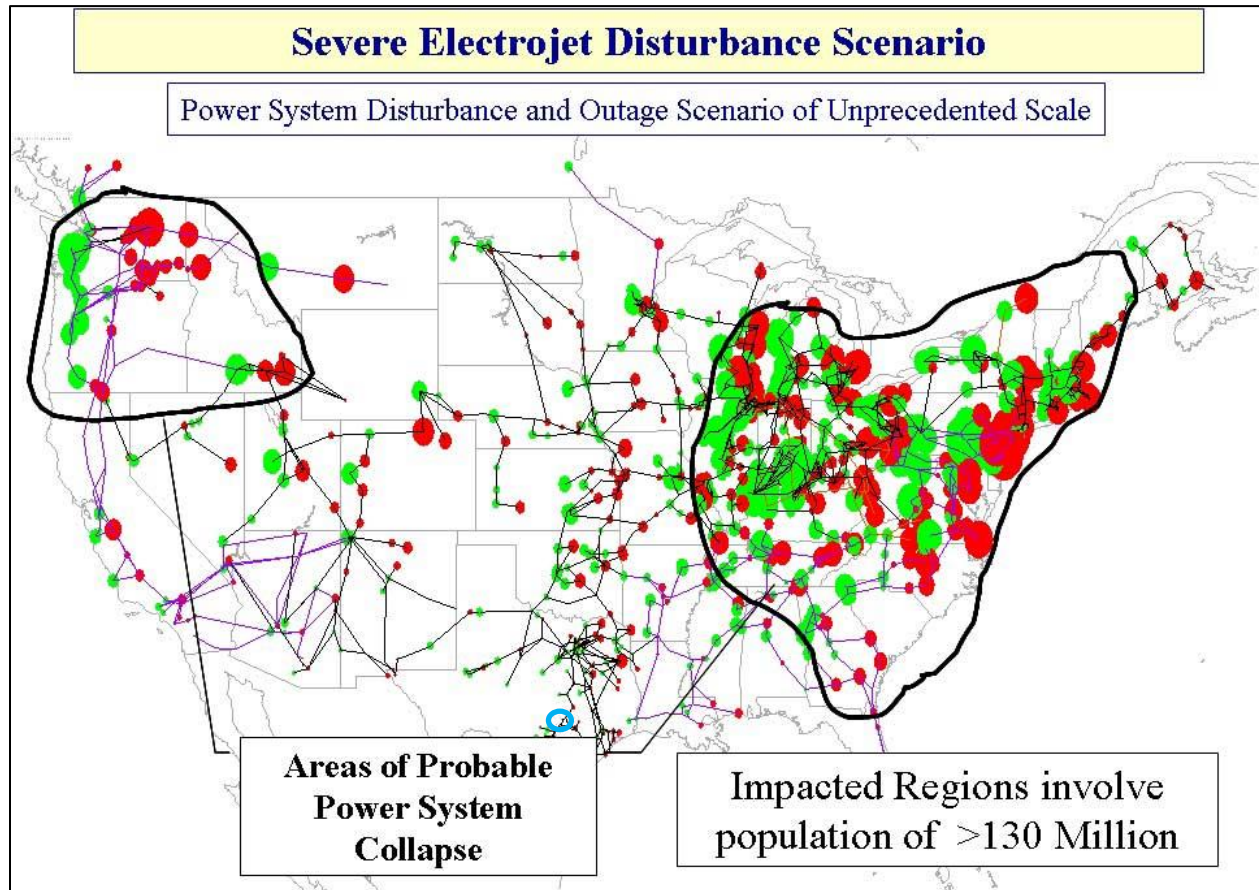 Severe Electrojet Disturbance Scenario
Power System Disturbance and Outage Scenario of Unprecedented Scale
Areas of Probable
Power System
Collapse
Impacted Regions involve
population of >130 Million